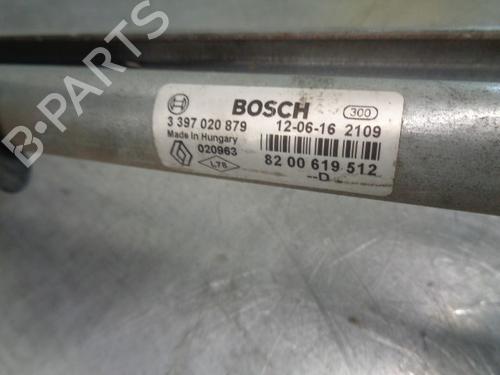 BOSCH
300
3 397 020 879 12-06-16 2109
Made in Hungary
020963
L78
82 00 619 512
--D
B-PARTS